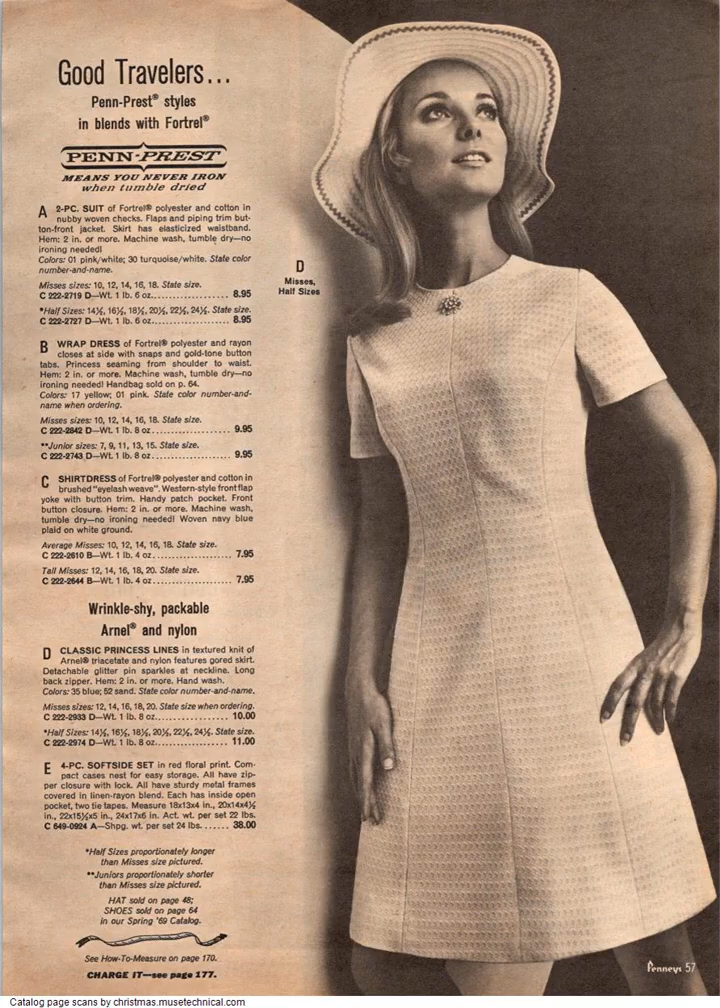 Good Travelers...
Penn-Prest® styles
in blends with Fortrel®
PENN-PREST
MEANS YOU NEVER IRON
when tumble dried
A 2-PC. SUIT of Fortrel® polyester and cotton in
nubby woven checks. Flaps and piping trim but-
ton-front jacket. Skirt has elasticized waistband.
Hem: 2 in. or more. Machine wash, tumble dry—no
ironing needed!
Colors: 01 pink/white; 30 turquoise/white. State color
number-and-name.
Misses sizes: 10, 12, 14, 16, 18. State size.
C 222-2719 D—Wt. 1 lb. 6 oz.................... 8.95
*Half Sizes: 14½, 16½, 18½, 20½, 22½, 24½. State size.
C 222-2727 D—Wt. 1 lb. 6 oz.................... 8.95
B WRAP DRESS of Fortrel® polyester and rayon
closes at side with snaps and gold-tone button
tabs. Princess seaming from shoulder to waist.
Hem: 2 in. or more. Machine wash, tumble dry—no
ironing needed! Handbag sold on p. 64.
Colors: 17 yellow; 01 pink. State color number-and-
name when ordering.
Misses sizes: 10, 12, 14, 16, 18. State size.
C 222-2842 D—Wt. 1 lb. 8 oz.................... 9.95
**Junior sizes: 7, 9, 11, 13, 15. State size.
C 222-2743 D—Wt. 1 lb. 8 oz.................... 9.95
C SHIRTDRESS of Fortrel® polyester and cotton in
brushed "eyelash weave". Western-style front flap
yoke with button trim. Handy patch pocket. Front
button closure. Hem: 2 in. or more. Machine wash,
tumble dry—no ironing needed! Woven navy blue
plaid on white ground.
Average Misses: 10, 12, 14, 16, 18. State size.
C 222-2610 B—Wt. 1 lb. 4 oz.................... 7.95
Tall Misses: 12, 14, 16, 18, 20. State size.
C 222-2644 B—Wt. 1 lb. 4 oz.................... 7.95
Wrinkle-shy, packable
Arnel® and nylon
D CLASSIC PRINCESS LINES in textured knit of
Arnel® triacetate and nylon features gored skirt.
Detachable glitter pin sparkles at neckline. Long
back zipper. Hem: 2 in. or more. Hand wash.
Colors: 35 blue; 52 sand. State color number-and-name.
Misses sizes: 12, 14, 16, 18, 20. State size when ordering.
C 222-2933 D—Wt. 1 lb. 8 oz.................... 10.00
*Half Sizes: 14½, 16½, 18½, 20½, 22½, 24½. State size.
C 222-2974 D—Wt. 1 lb. 8 oz.................... 11.00
E 4-PC. SOFTSIDE SET in red floral print. Com-
pact cases nest for easy storage. All have zip-
per closure with lock. All have sturdy metal frames
covered in linen-rayon blend. Each has inside open
pocket, two tie tapes. Measure 18x13x4 in., 20x14x4½
in., 22x15½x5 in., 24x17x6 in. Act. wt. per set 22 lbs.
C 649-0924 A—Shpg. wt. per set 24 lbs....... 38.00
*Half Sizes proportionately longer
than Misses size pictured.
**Juniors proportionately shorter
than Misses size pictured.
HAT sold on page 48;
SHOES sold on page 64
in our Spring '69 Catalog.
See How-To-Measure on page 170.
CHARGE IT—see page 177.
D
Misses,
Half Sizes
Penneys 57
Catalog page scans by christmas.musetechnical.com